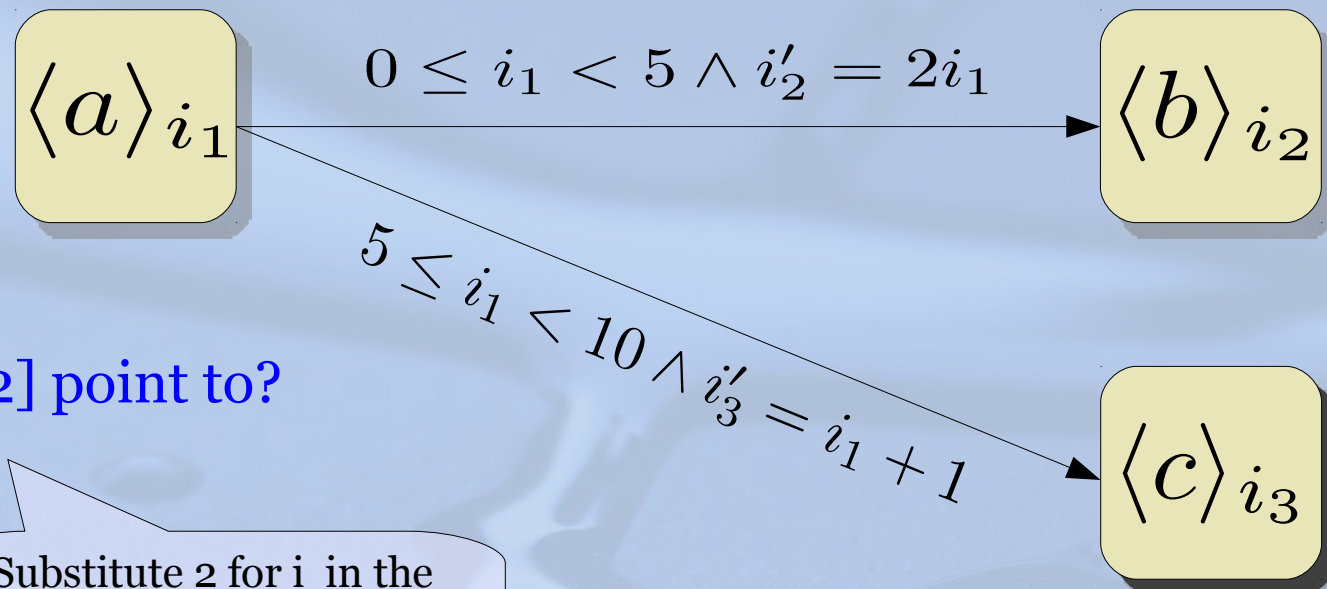 ⟨a⟩i₁
0 ≤ i₁ < 5 ∧ i′₂ = 2i₁
⟨b⟩i₂
5 ≤ i₁ < 10 ∧ i′₃ = i₁ + 1
2] point to?
⟨c⟩i₃
Substitute 2 for i in the